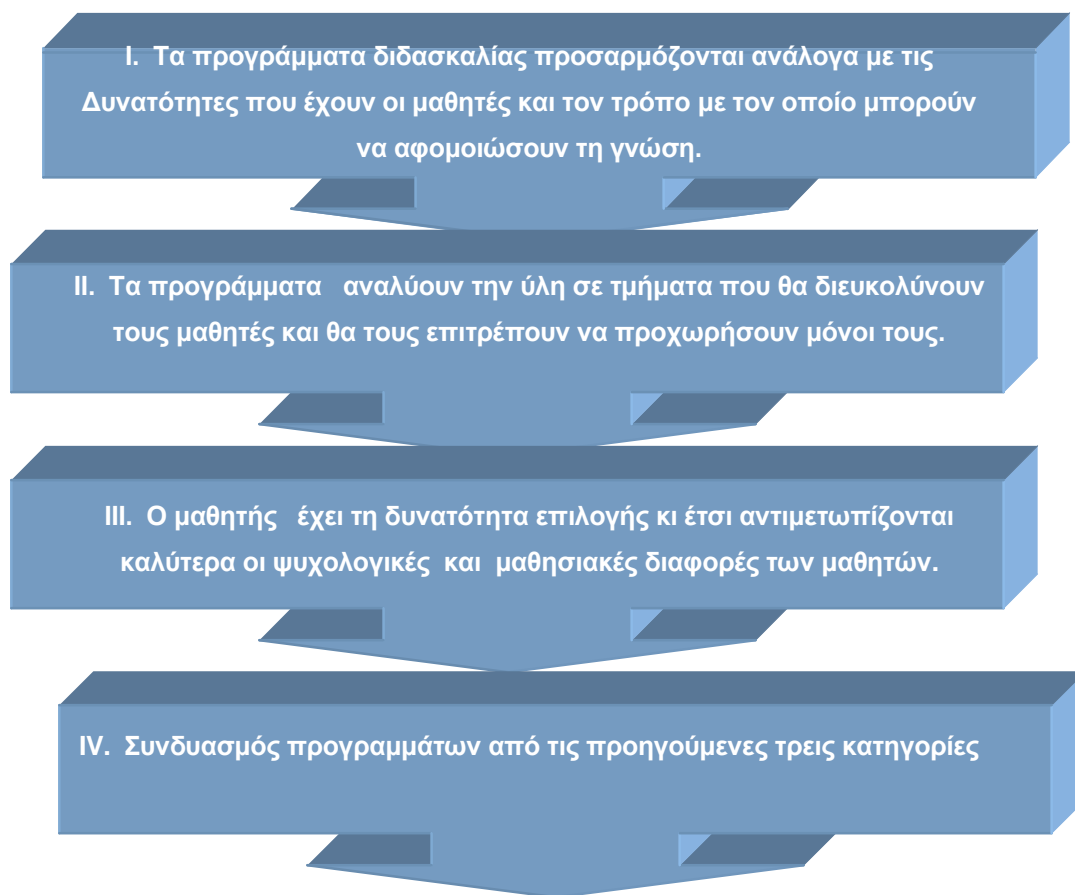 I. Τα προγράμματα διδασκαλίας προσαρμόζονται ανάλογα με τις
Δυνατότητες που έχουν οι μαθητές και τον τρόπο με τον οποίο μπορούν
να αφομοιώσουν τη γνώση.
II. Τα προγράμματα αναλύουν την ύλη σε τμήματα που θα διευκολύνουν
τους μαθητές και θα τους επιτρέπουν να προχωρήσουν μόνοι τους.
III. Ο μαθητής έχει τη δυνατότητα επιλογής κι έτσι αντιμετωπίζονται
καλύτερα οι ψυχολογικές και μαθησιακές διαφορές των μαθητών.
IV. Συνδυασμός προγραμμάτων από τις προηγούμενες τρεις κατηγορίες